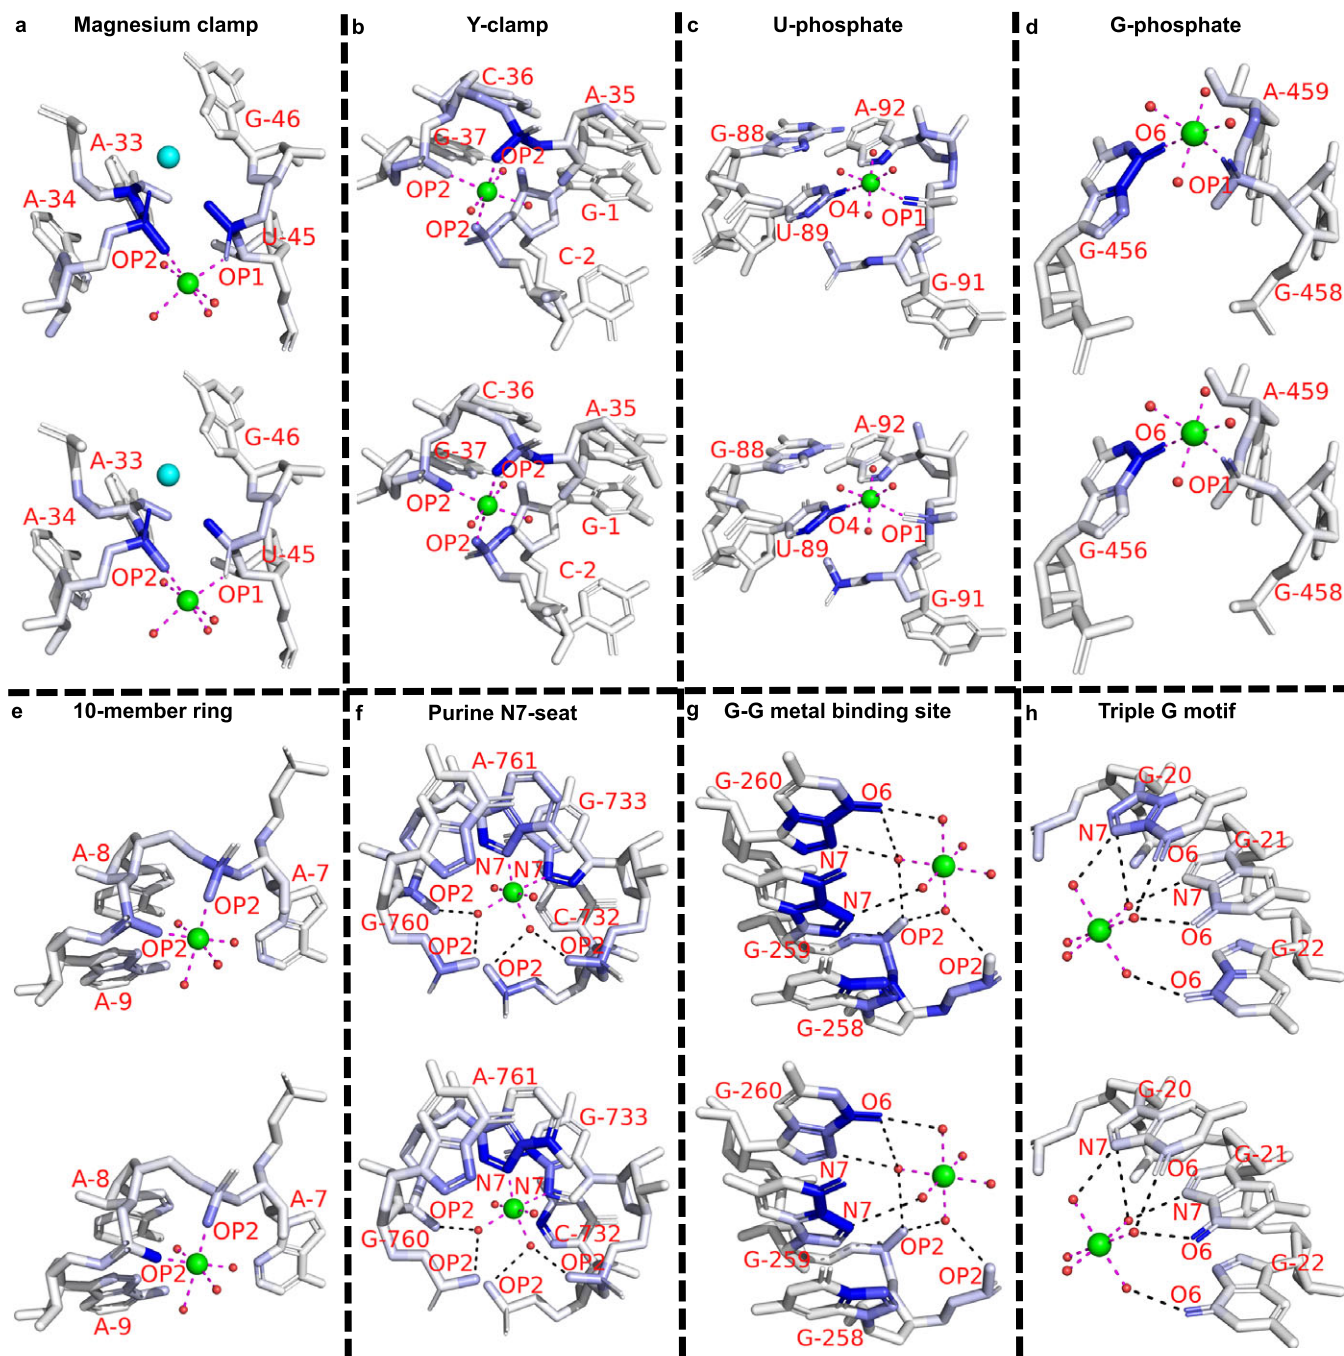 a Magnesium clamp
G-46
A-33
A-34
U-45
OP2
OP1
G-46
A-33
A-34
U-45
OP2
OP1
b Y-clamp
C-36
A-35
G-37
OP2
OP2
G-1
OP2
C-2
C-36
A-35
G-37
OP2
OP2
G-1
OP2
C-2
c U-phosphate
A-92
G-88
O4
OP1
U-89
G-91
A-92
G-88
O4
OP1
U-89
G-91
d G-phosphate
A-459
O6
OP1
G-456
G-458
A-459
O6
OP1
G-456
G-458
e 10-member ring
A-8
A-7
OP2
OP2
A-9
A-8
A-7
OP2
OP2
A-9
f Purine N7-seat
A-761
G-733
N7
N7
OP2
G-760
C-732
OP2
OP2
OP2
A-761
G-733
N7
N7
OP2
G-760
C-732
OP2
OP2
OP2
g G-G metal binding site
G-260
O6
N7
N7
G-259
OP2
OP2
G-258
G-260
O6
N7
N7
G-259
OP2
OP2
G-258
h Triple G motif
G-20
N7
O6
G-21
N7
O6
G-22
O6
G-20
N7
O6
G-21
N7
O6
G-22
O6